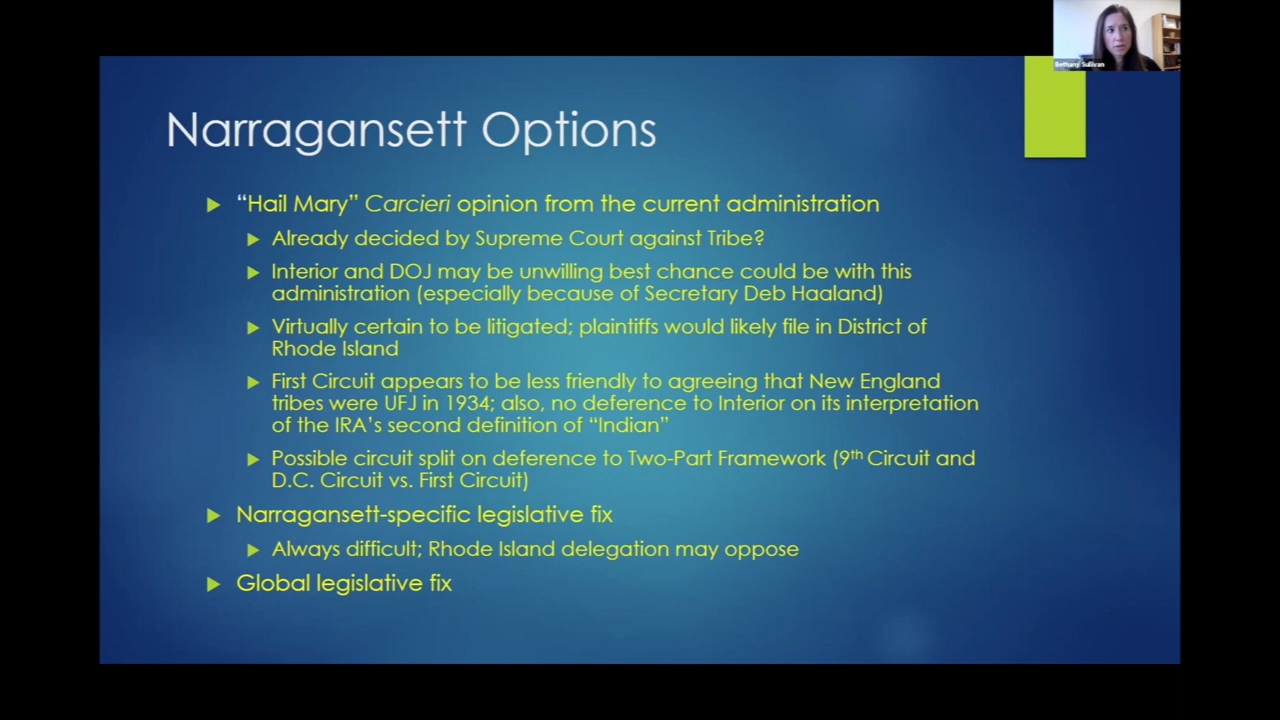 Bethany Sullivan
Narragansett Options
“Hail Mary” Carcieri opinion from the current administration
Already decided by Supreme Court against Tribe?
Interior and DOJ may be unwilling best chance could be with this
administration (especially because of Secretary Deb Haaland)
Virtually certain to be litigated; plaintiffs would likely file in District of
Rhode Island
First Circuit appears to be less friendly to agreeing that New England
tribes were UFJ in 1934; also, no deference to Interior on its interpretation
of the IRA’s second definition of “Indian”
Possible circuit split on deference to Two-Part Framework (9th Circuit and
D.C. Circuit vs. First Circuit)
Narragansett-specific legislative fix
Always difficult; Rhode Island delegation may oppose
Global legislative fix